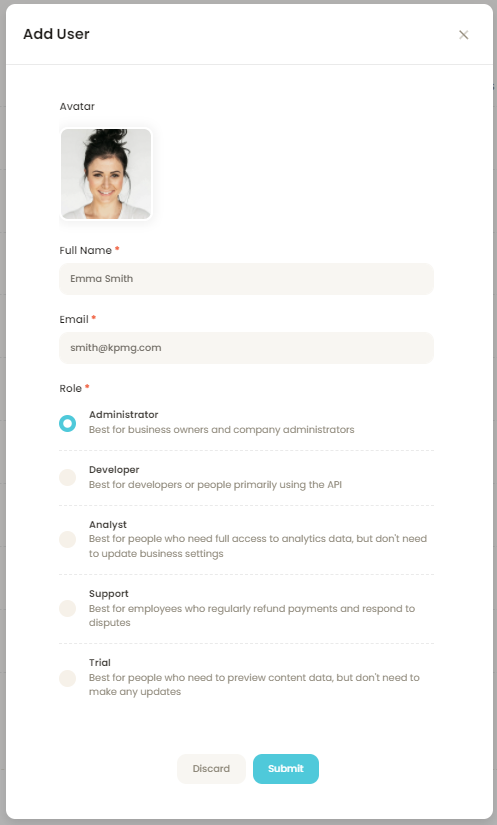 Add User
Avatar
Full Name *
Emma Smith
Email *
smith@kpmg.com
Role *
Administrator
Best for business owners and company administrators
Developer
Best for developers or people primarily using the API
Analyst
Best for people who need full access to analytics data, but don't need
to update business settings
Support
Best for employees who regularly refund payments and respond to
disputes
Trial
Best for people who need to preview content data, but don't need to
make any updates
Discard
Submit